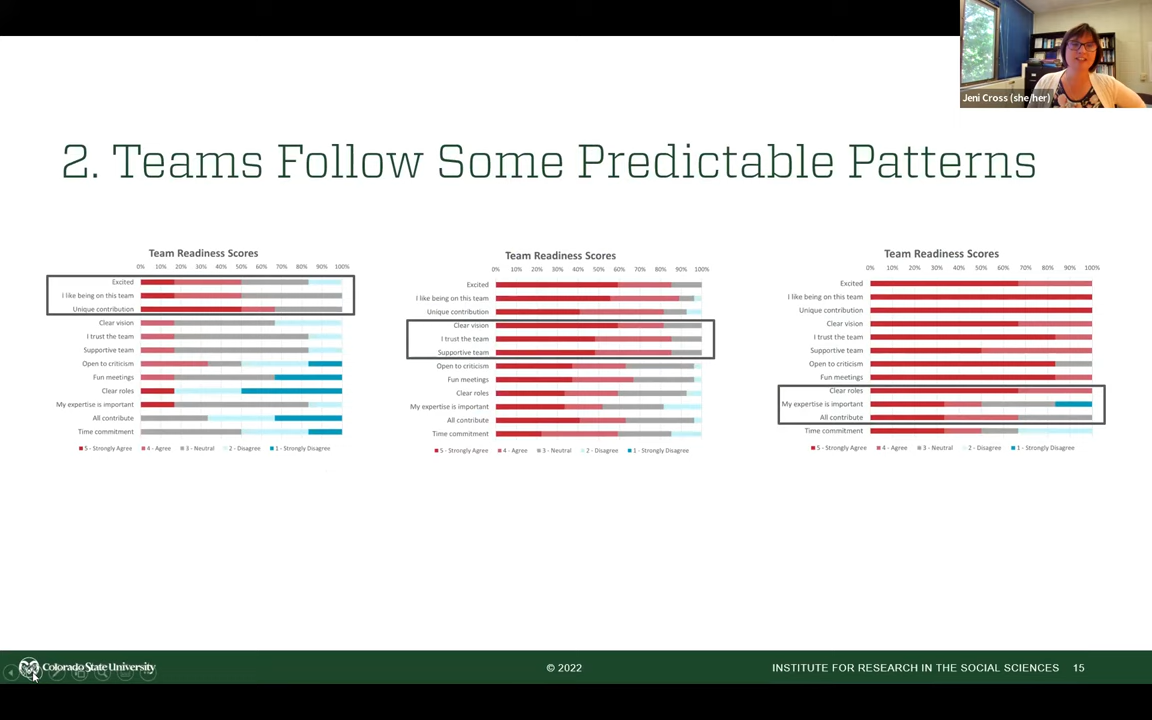 Jeni Cross (she/her)
2. Teams Follow Some Predictable Patterns
Team Readiness Scores
0% 10% 20% 30% 40% 50% 60% 70% 80% 90% 100%
Excited
I like being on this team
Unique contribution
Clear vision
I trust the team
Supportive team
Open to criticism
Fun meetings
Clear roles
My expertise is important
All contribute
Time commitment
5 - Strongly Agree 4 - Agree 3 - Neutral 2 - Disagree 1 - Strongly Disagree
Team Readiness Scores
0% 10% 20% 30% 40% 50% 60% 70% 80% 90% 100%
Excited
I like being on this team
Unique contribution
Clear vision
I trust the team
Supportive team
Open to criticism
Fun meetings
Clear roles
My expertise is important
All contribute
Time commitment
5 - Strongly Agree 4 - Agree 3 - Neutral 2 - Disagree 1 - Strongly Disagree
Team Readiness Scores
0% 10% 20% 30% 40% 50% 60% 70% 80% 90% 100%
Excited
I like being on this team
Unique contribution
Clear vision
I trust the team
Supportive team
Open to criticism
Fun meetings
Clear roles
My expertise is important
All contribute
Time commitment
5 - Strongly Agree 4 - Agree 3 - Neutral 2 - Disagree 1 - Strongly Disagree
Colorado State University
© 2022
INSTITUTE FOR RESEARCH IN THE SOCIAL SCIENCES 15